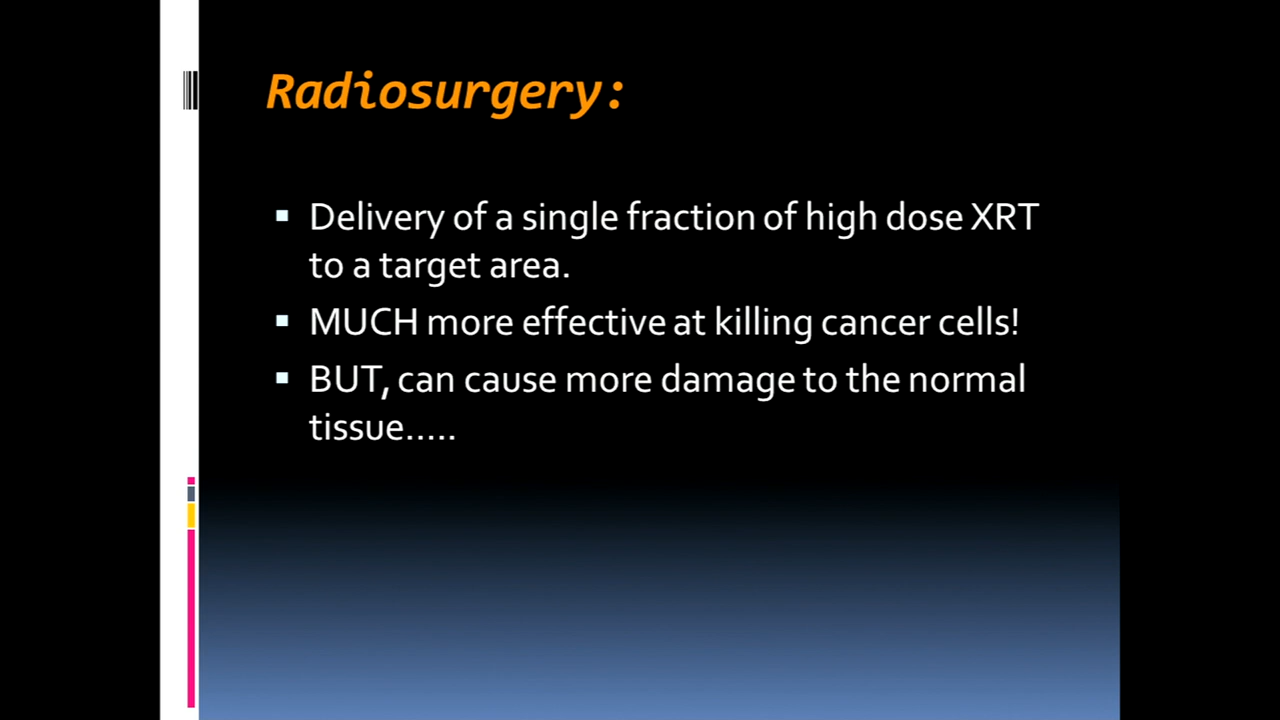 Radiosurgery:
Delivery of a single fraction of high dose XRT
to a target area.
MUCH more effective at killing cancer cells!
BUT, can cause more damage to the normal
tissue.....